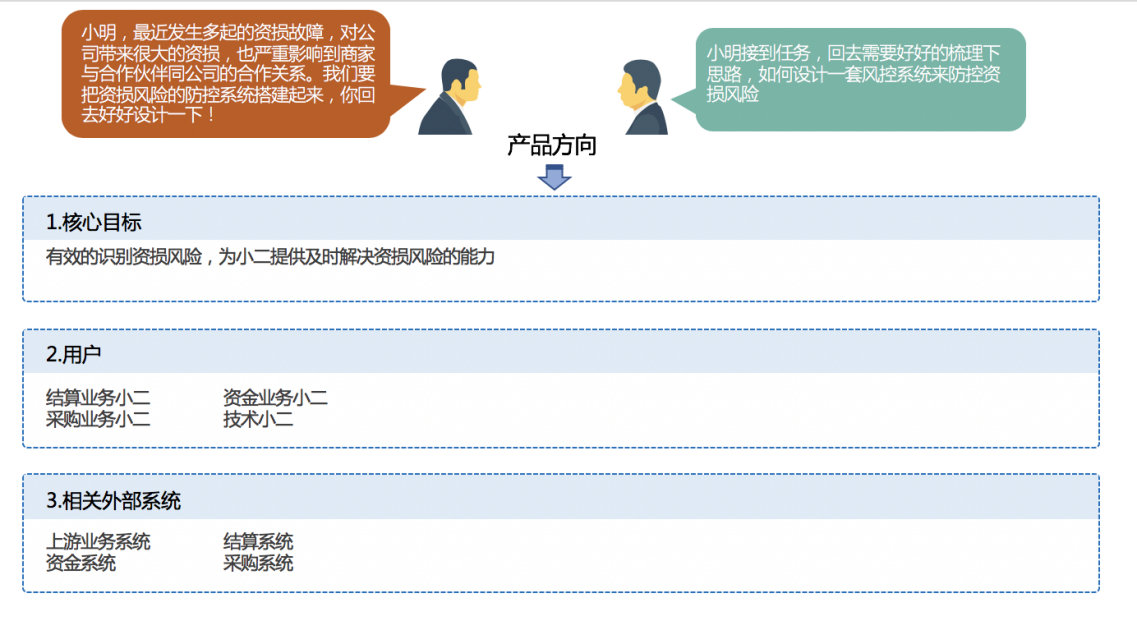 小明，最近发生多起的资损故障，对公
司带来很大的资损，也严重影响到商家
与合作伙伴同公司的合作关系。我们要
把资损风险的防控系统搭建起来，你回
去好好设计一下！
小明接到任务，回去需要好好的梳理下
思路，如何设计一套风控系统来防控资
损风险
产品方向
1.核心目标
有效的识别资损风险，为小二提供及时解决资损风险的能力
2.用户
结算业务小二 资金业务小二
采购业务小二 技术小二
3.相关外部系统
上游业务系统 结算系统
资金系统 采购系统